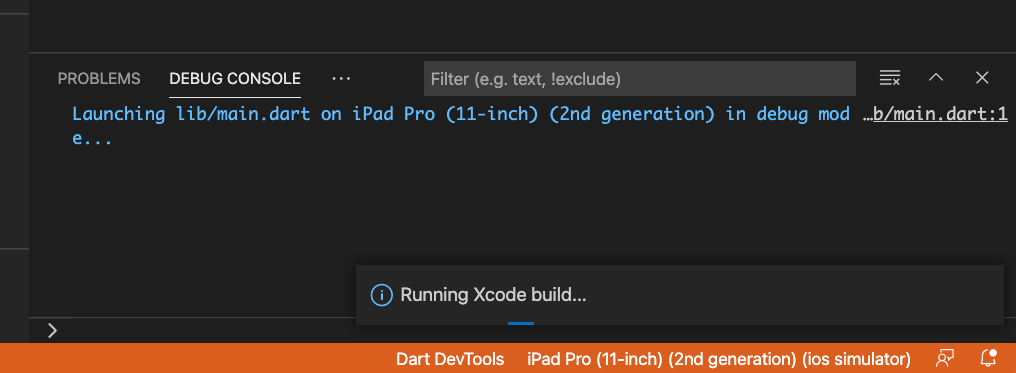 PROBLEMS DEBUG CONSOLE ··· Filter (e.g. text, !exclude)
Launching lib/main.dart on iPad Pro (11-inch) (2nd generation) in debug mod …b/main.dart:1
e...
Running Xcode build...
Dart DevTools iPad Pro (11-inch) (2nd generation) (ios simulator)